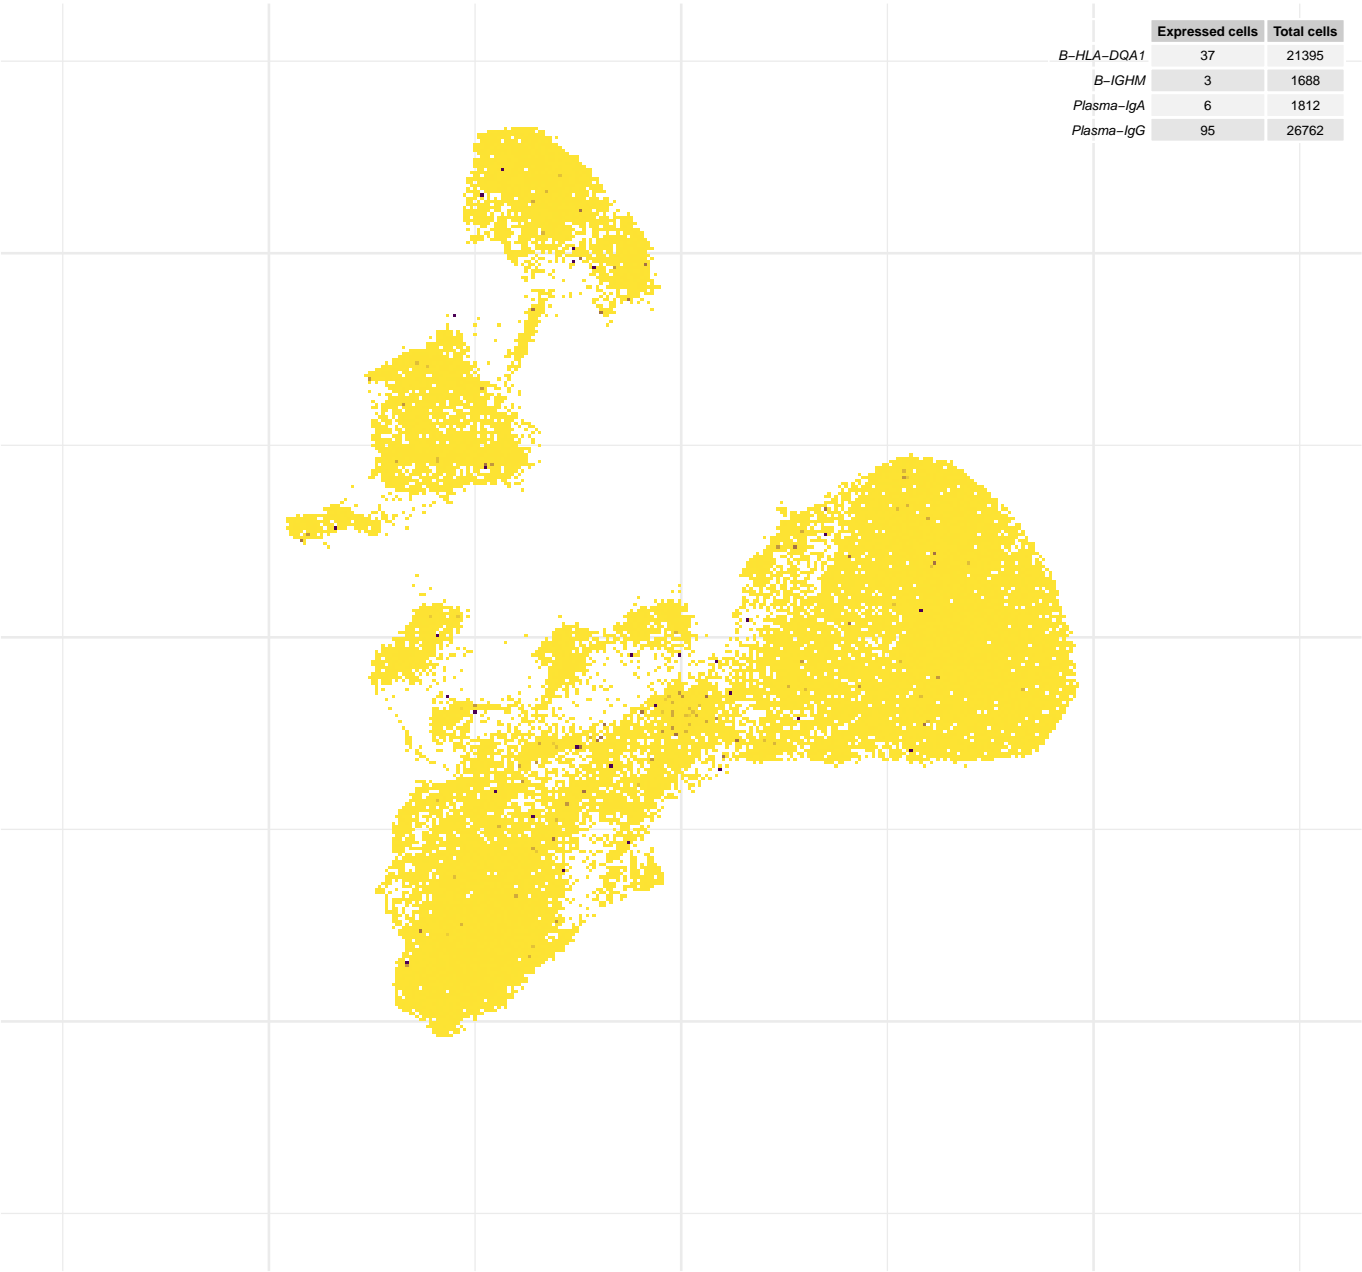 Expressed cells Total cells
B−HLA−DQA1 37 21395
B−IGHM 3 1688
Plasma−IgA 6 1812
Plasma−IgG 95 26762